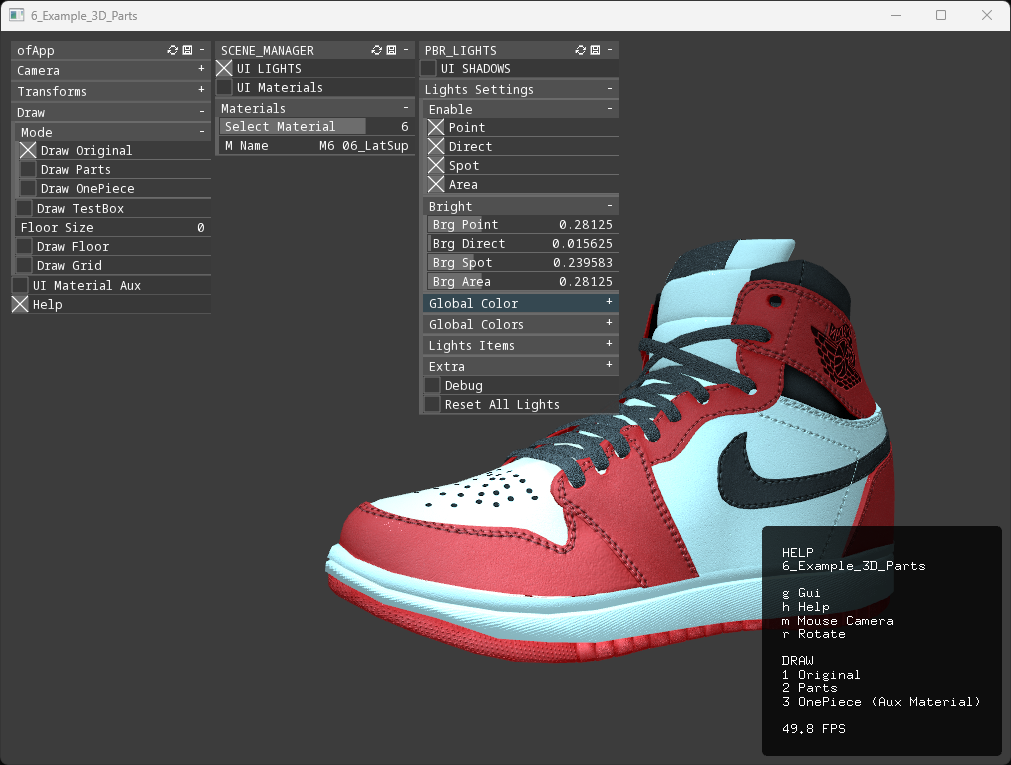 6_Example_3D_Parts
ofApp
Camera
Transforms
Draw
Mode
Draw Original
Draw Parts
Draw OnePiece
Draw TestBox
Floor Size 0
Draw Floor
Draw Grid
UI Material Aux
Help
SCENE_MANAGER
UI LIGHTS
UI Materials
Materials
Select Material 6
M Name M6 06_LatSup
PBR_LIGHTS
UI SHADOWS
Lights Settings
Enable
Point
Direct
Spot
Area
Bright
Brg Point 0.28125
Brg Direct 0.015625
Brg Spot 0.239583
Brg Area 0.28125
Global Color
Global Colors
Lights Items
Extra
Debug
Reset All Lights
HELP
6_Example_3D_Parts
g Gui
h Help
m Mouse Camera
r Rotate
DRAW
1 Original
2 Parts
3 OnePiece (Aux Material)
49.8 FPS